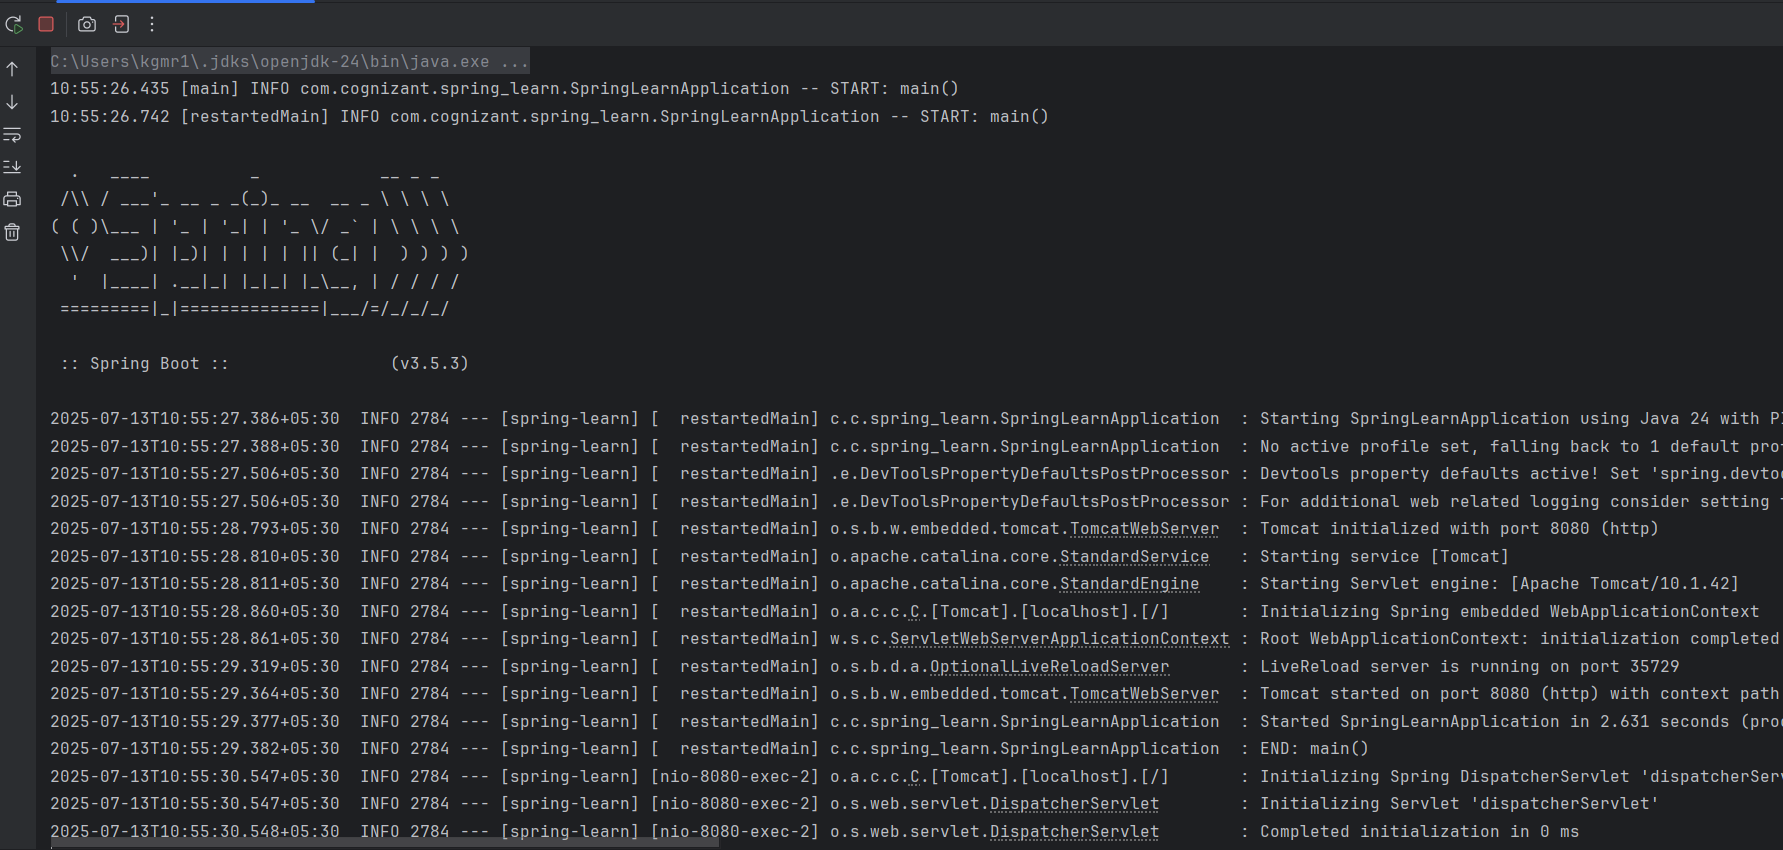 C:\Users\kgmr1\.jdks\openjdk-24\bin\java.exe ...
10:55:26.435 [main] INFO com.cognizant.spring_learn.SpringLearnApplication -- START: main()
10:55:26.742 [restartedMain] INFO com.cognizant.spring_learn.SpringLearnApplication -- START: main()
  .   ____          _            __ _ _
 /\\ / ___'_ __ _ _(_)_ __  __ _ \ \ \ \
( ( )\___ | '_ | '_| | '_ \/ _` | \ \ \ \
 \\/  ___)| |_)| | | | | || (_| |  ) ) ) )
  '  |____| .__|_| |_|_| |_\__, | / / / /
 =========|_|==============|___/=/_/_/_/
 :: Spring Boot ::                (v3.5.3)
2025-07-13T10:55:27.386+05:30  INFO 2784 --- [spring-learn] [  restartedMain] c.c.spring_learn.SpringLearnApplication  : Starting SpringLearnApplication using Java 24 with
2025-07-13T10:55:27.388+05:30  INFO 2784 --- [spring-learn] [  restartedMain] c.c.spring_learn.SpringLearnApplication  : No active profile set, falling back to 1 default
2025-07-13T10:55:27.506+05:30  INFO 2784 --- [spring-learn] [  restartedMain] .e.DevToolsPropertyDefaultsPostProcessor : Devtools property defaults active! Set 'spring.devtoo
2025-07-13T10:55:27.506+05:30  INFO 2784 --- [spring-learn] [  restartedMain] .e.DevToolsPropertyDefaultsPostProcessor : For additional web related logging consider setting
2025-07-13T10:55:28.793+05:30  INFO 2784 --- [spring-learn] [  restartedMain] o.s.b.w.embedded.tomcat.TomcatWebServer  : Tomcat initialized with port 8080 (http)
2025-07-13T10:55:28.810+05:30  INFO 2784 --- [spring-learn] [  restartedMain] o.apache.catalina.core.StandardService   : Starting service [Tomcat]
2025-07-13T10:55:28.811+05:30  INFO 2784 --- [spring-learn] [  restartedMain] o.apache.catalina.core.StandardEngine    : Starting Servlet engine: [Apache Tomcat/10.1.42]
2025-07-13T10:55:28.860+05:30  INFO 2784 --- [spring-learn] [  restartedMain] o.a.c.c.C.[Tomcat].[localhost].[/]       : Initializing Spring embedded WebApplicationContext
2025-07-13T10:55:28.861+05:30  INFO 2784 --- [spring-learn] [  restartedMain] w.s.c.ServletWebServerApplicationContext : Root WebApplicationContext: initialization completed
2025-07-13T10:55:29.319+05:30  INFO 2784 --- [spring-learn] [  restartedMain] o.s.b.d.a.OptionalLiveReloadServer       : LiveReload server is running on port 35729
2025-07-13T10:55:29.364+05:30  INFO 2784 --- [spring-learn] [  restartedMain] o.s.b.w.embedded.tomcat.TomcatWebServer  : Tomcat started on port 8080 (http) with context path
2025-07-13T10:55:29.377+05:30  INFO 2784 --- [spring-learn] [  restartedMain] c.c.spring_learn.SpringLearnApplication  : Started SpringLearnApplication in 2.631 seconds (proc
2025-07-13T10:55:29.382+05:30  INFO 2784 --- [spring-learn] [  restartedMain] c.c.spring_learn.SpringLearnApplication  : END: main()
2025-07-13T10:55:30.547+05:30  INFO 2784 --- [spring-learn] [nio-8080-exec-2] o.a.c.c.C.[Tomcat].[localhost].[/]       : Initializing Spring DispatcherServlet 'dispatcherServ
2025-07-13T10:55:30.547+05:30  INFO 2784 --- [spring-learn] [nio-8080-exec-2] o.s.web.servlet.DispatcherServlet        : Initializing Servlet 'dispatcherServlet'
2025-07-13T10:55:30.548+05:30  INFO 2784 --- [spring-learn] [nio-8080-exec-2] o.s.web.servlet.DispatcherServlet        : Completed initialization in 0 ms